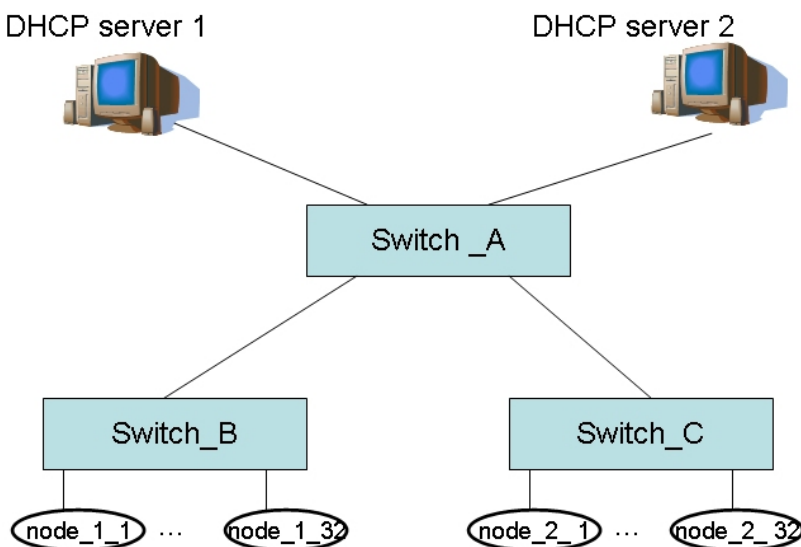 DHCP server 1
DHCP server 2
Switch _A
Switch_B
Switch_C
node_1_1 ... node_1_32
node_2_ 1 ... node_2_ 32